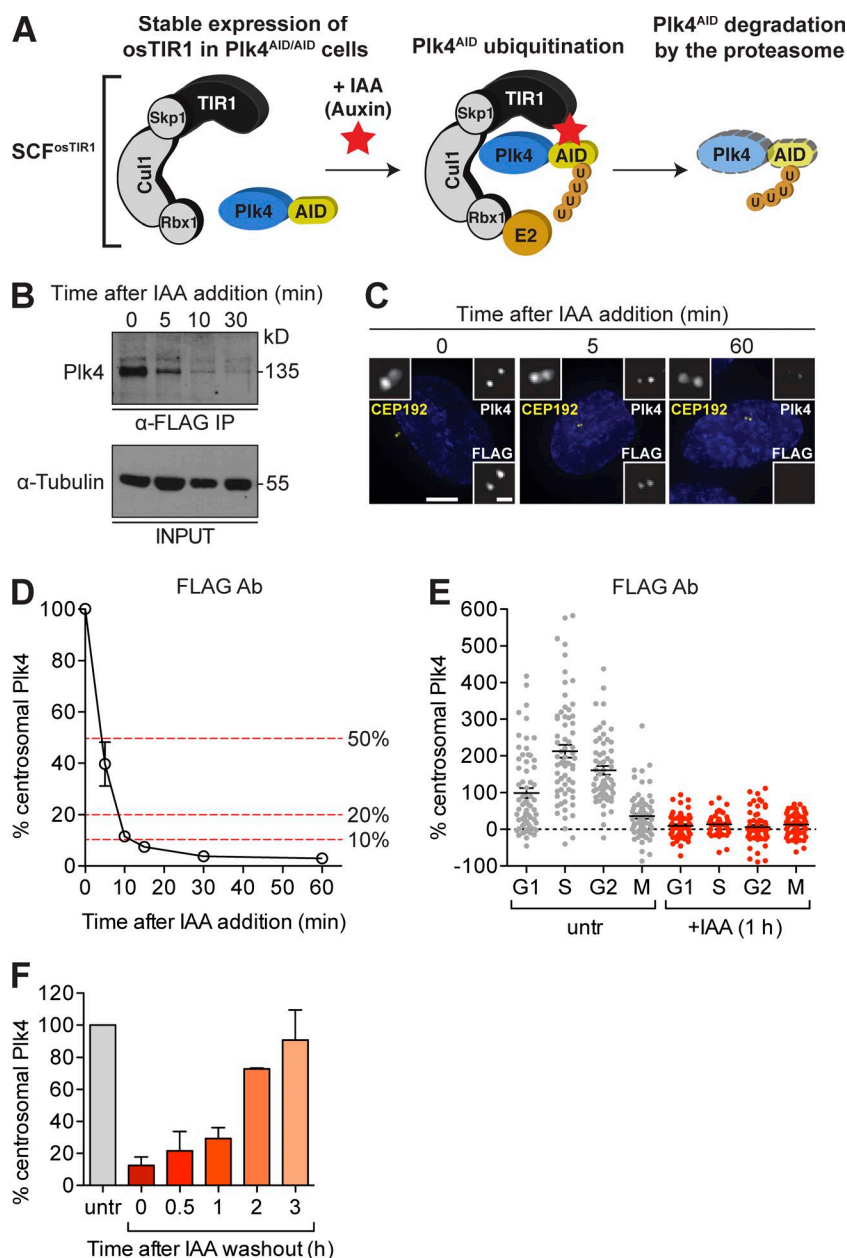 A
Stable expression of
osTIR1 in Plk4AID/AID cells
Plk4AID ubiquitination
Plk4AID degradation
by the proteasome
SCFosTIR1
Skp1
TIR1
Cul1
Rbx1
Plk4
AID
+ IAA
(Auxin)
Skp1
TIR1
Cul1
Plk4
AID
U
U
U
U
Rbx1
E2
Plk4
AID
U
U
U
U
B
Time after IAA addition (min)
0 5 10 30 kD
Plk4 -135
α-FLAG IP
α-Tubulin -55
INPUT
C
Time after IAA addition (min)
0 5 60
CEP192 Plk4 CEP192 Plk4 CEP192 Plk4
FLAG FLAG FLAG
D
FLAG Ab
% centrosomal Plk4
100
80
60
40
20
0
50%
20%
10%
0 10 20 30 40 50 60
Time after IAA addition (min)
E
FLAG Ab
% centrosomal Plk4
600
500
400
300
200
100
0
-100
G1 S G2 M G1 S G2 M
untr +IAA (1 h)
F
% centrosomal Plk4
120
100
80
60
40
20
0
untr 0 0.5 1 2 3
Time after IAA washout (h)